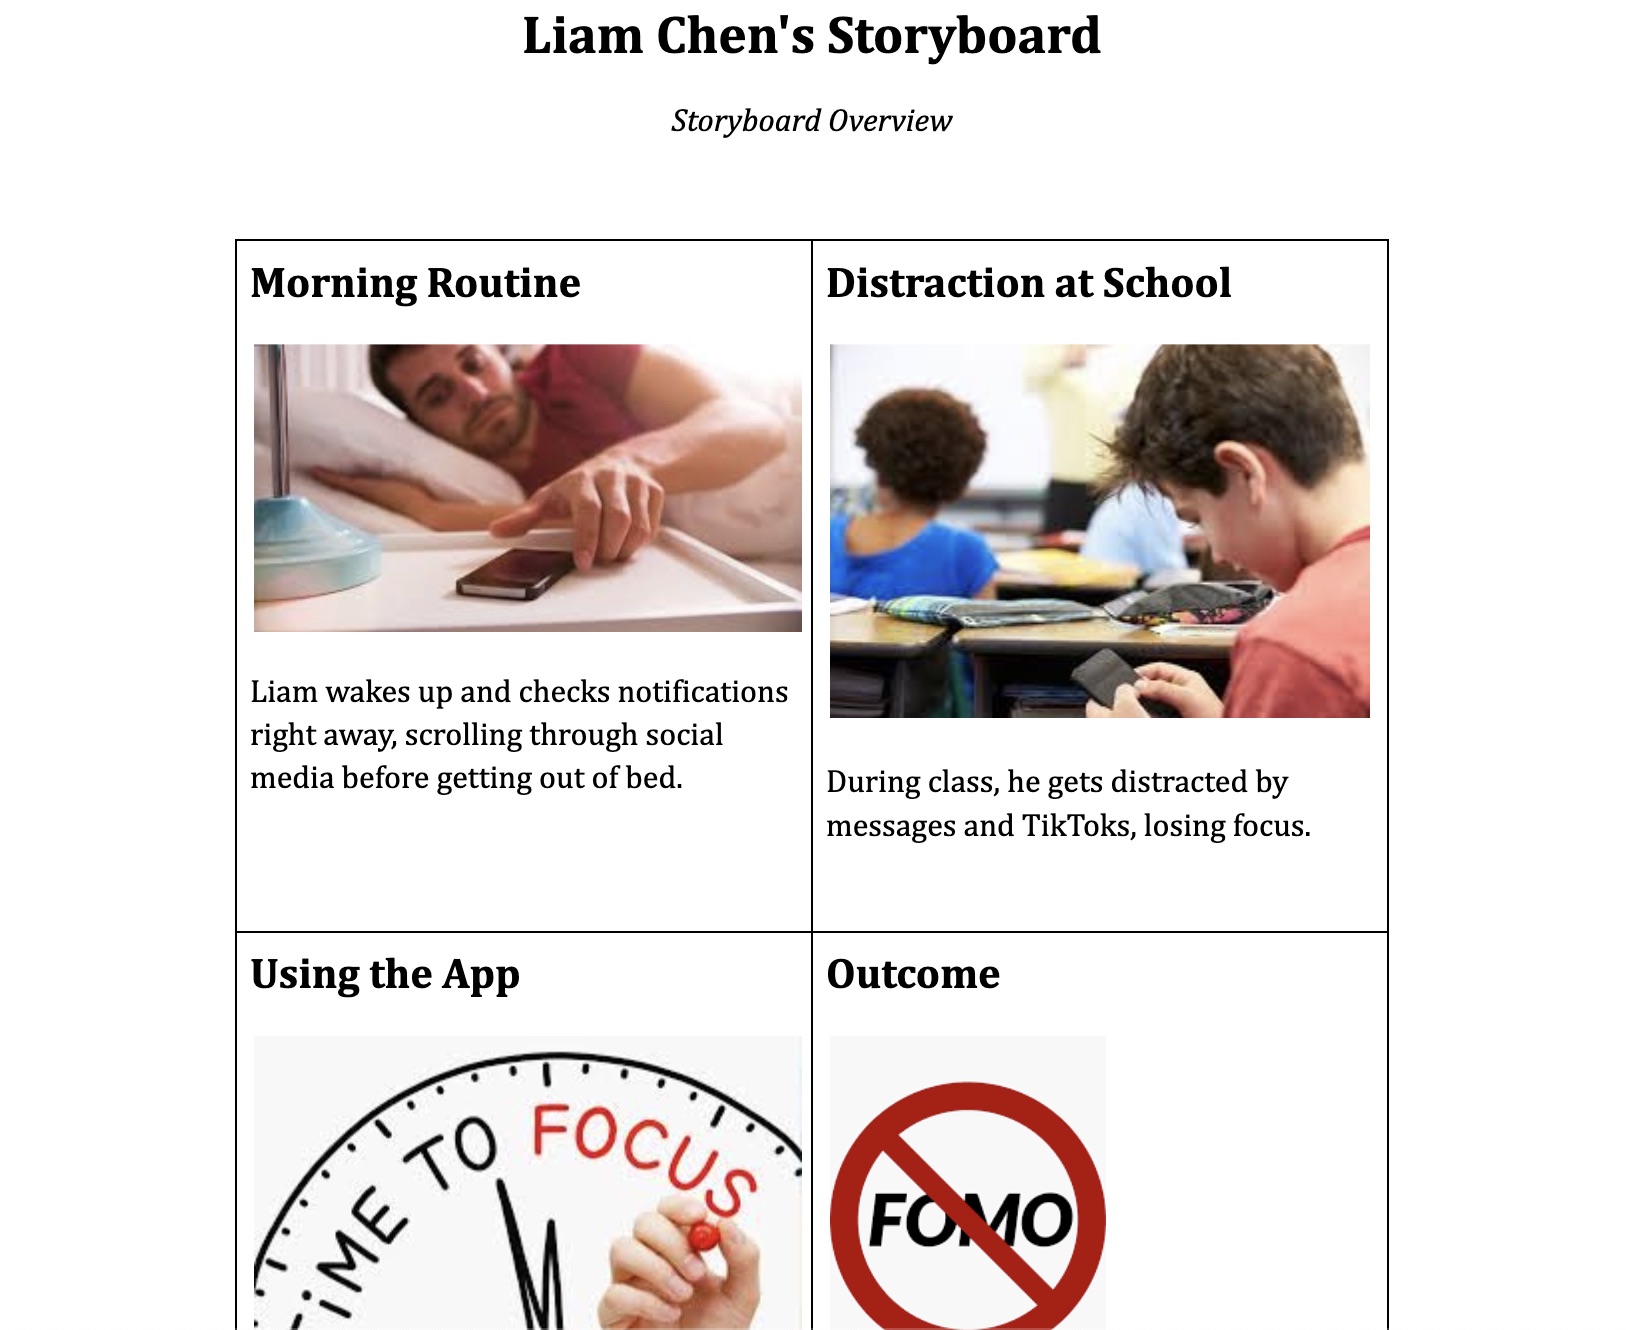 Liam Chen's Storyboard
Storyboard Overview
Morning Routine
Liam wakes up and checks notifications
right away, scrolling through social
media before getting out of bed.
Distraction at School
During class, he gets distracted by
messages and TikToks, losing focus.
Using the App
TiME TO FOCUS
Outcome
FOMO